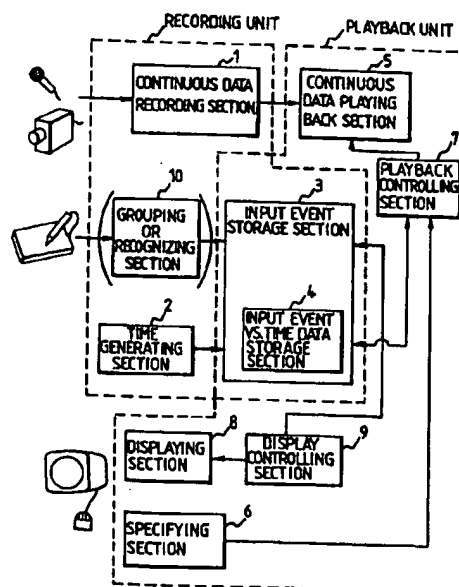 RECORDING UNIT
PLAYBACK UNIT
1
CONTINUOUS DATA
RECORDING SECTION
5
CONTINUOUS
DATA PLAYING
BACK SECTION
7
PLAYBACK
CONTROLLING
SECTION
10
GROUPING
OR
RECOGNIZING
SECTION
3
INPUT EVENT
STORAGE SECTION
4
INPUT EVENT
VS.TIME DATA
STORAGE
SECTION
2
TIME
GENERATING
SECTION
8
DISPLAYING
SECTION
9
DISPLAY
CONTROLLING
SECTION
6
SPECIFYING
SECTION